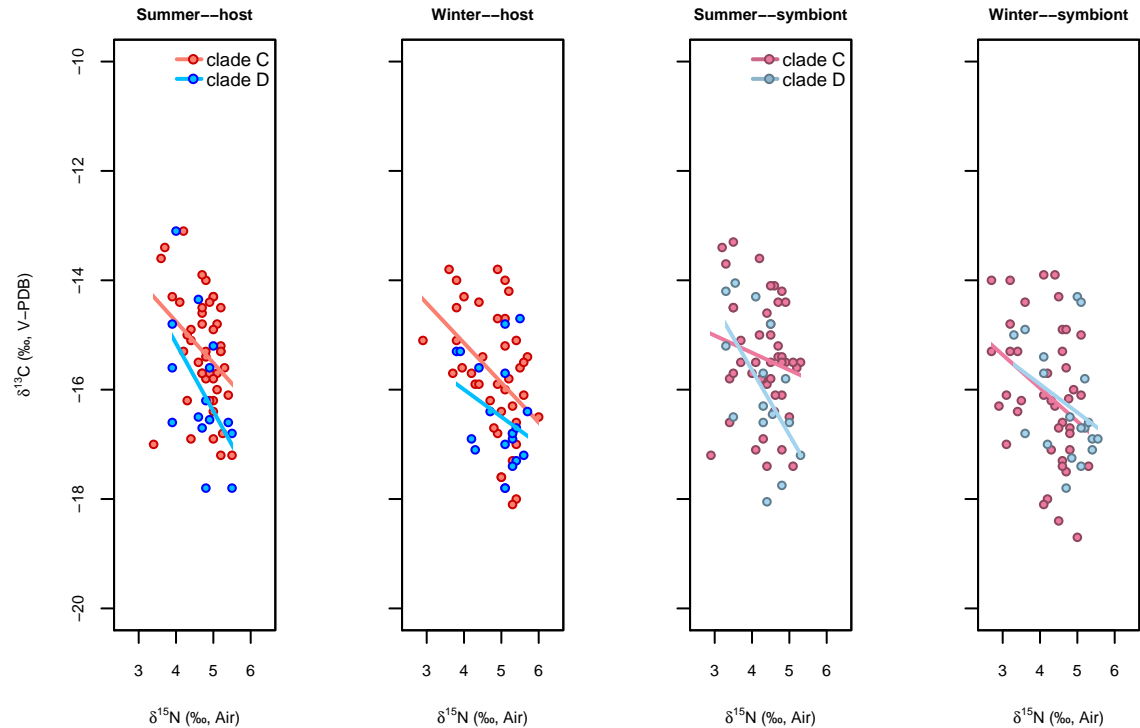 Summer−−host
Winter−−host
Summer−−symbiont
Winter−−symbiont
clade C
clade D
clade C
clade D
δ¹³C (‰, V−PDB)
−10
−12
−14
−16
−18
−20
3 4 5 6
3 4 5 6
3 4 5 6
3 4 5 6
δ¹⁵N (‰, Air)
δ¹⁵N (‰, Air)
δ¹⁵N (‰, Air)
δ¹⁵N (‰, Air)